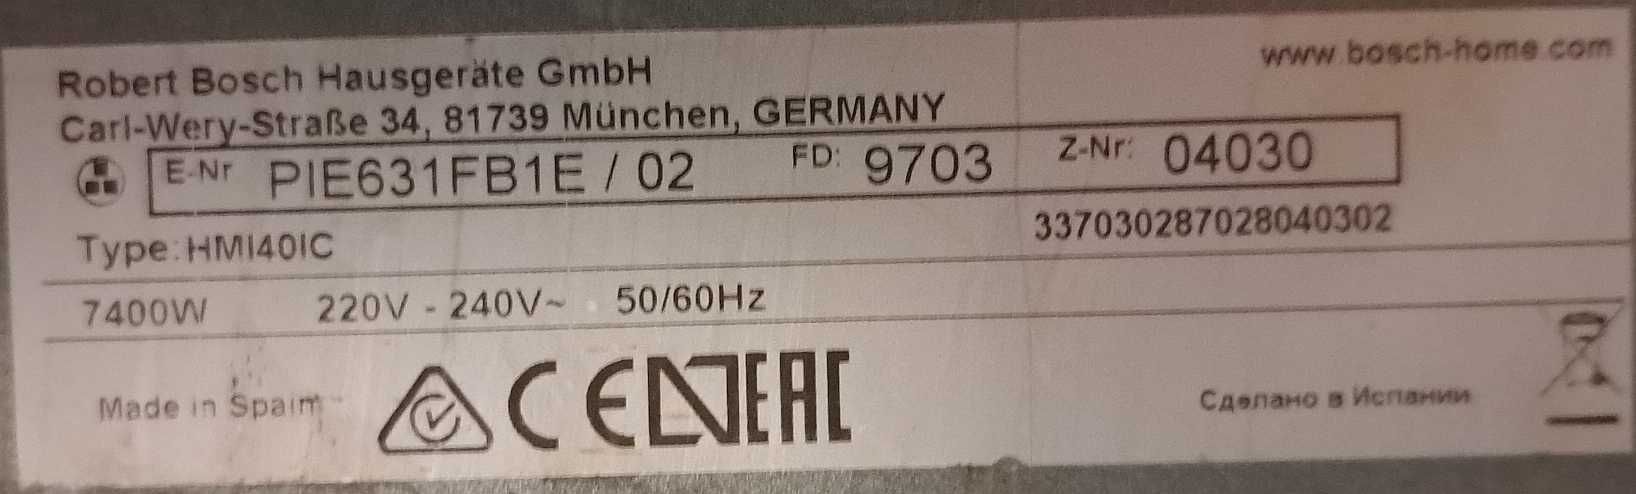 Robert Bosch Hausgeräte GmbH
www.bosch-home.com
Carl-Wery-Straße 34, 81739 München, GERMANY
E-Nr PIE631FB1E / 02 FD: 9703 Z-Nr: 04030
337030287028040302
Type: HMI40IC
7400W 220V - 240V~ 50/60Hz
Made in Spain
CE EAC
Сделано в Испании